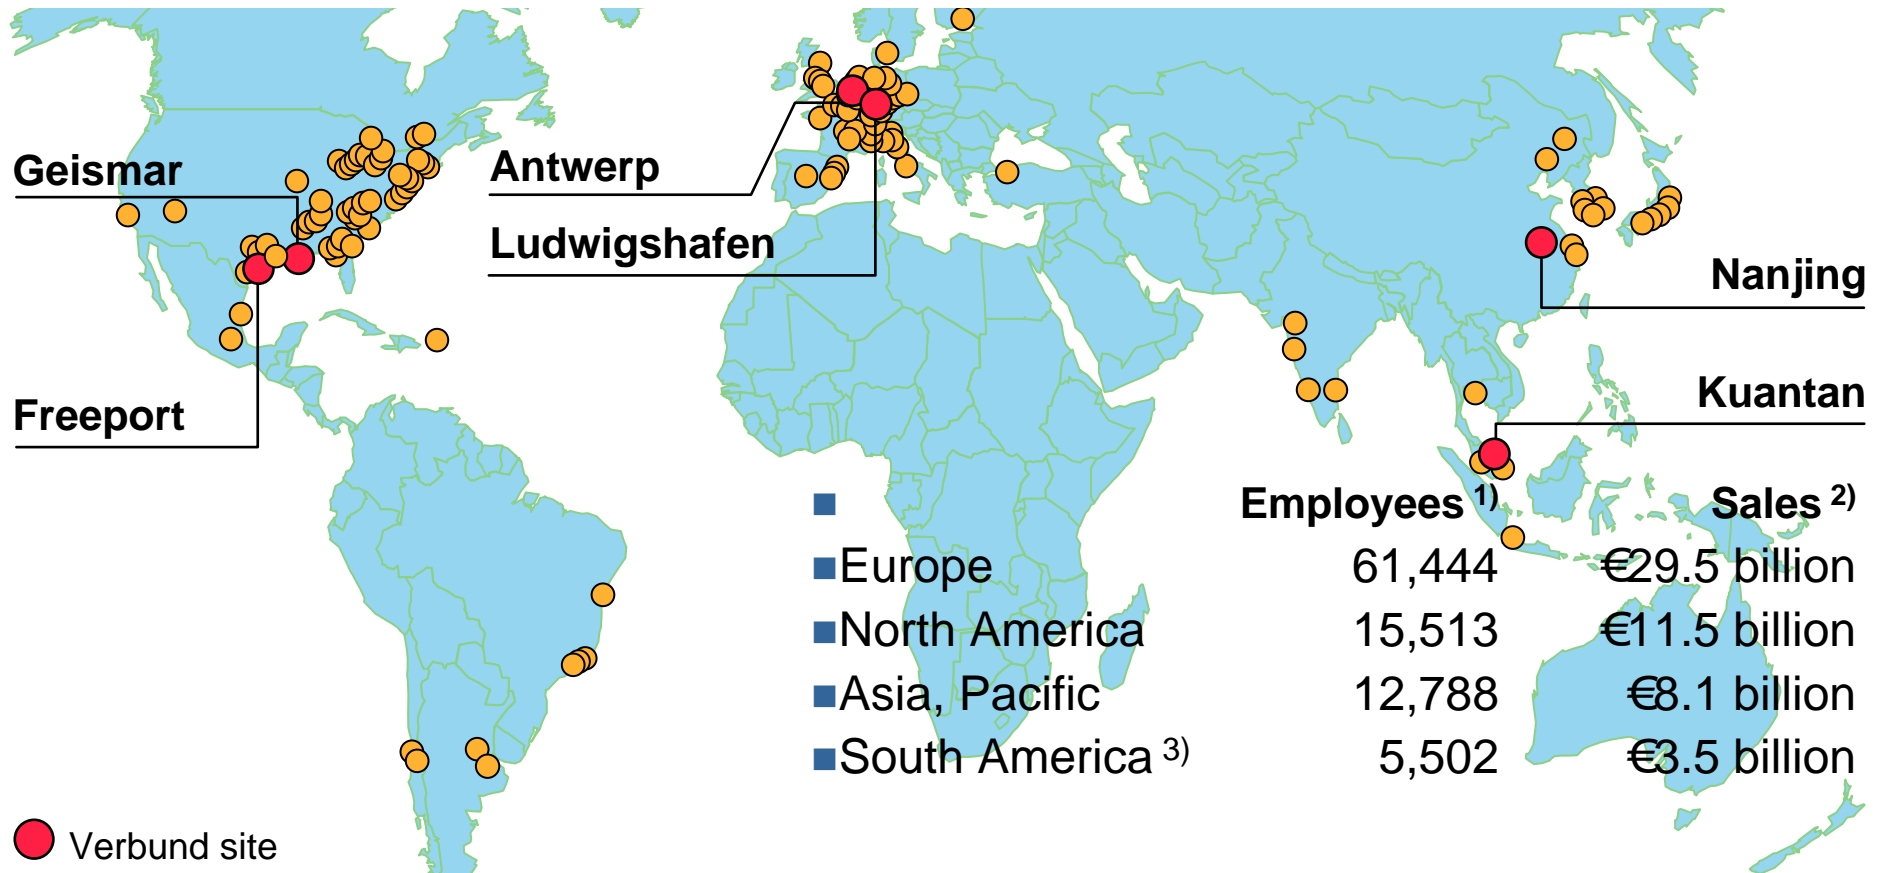 Geismar
Antwerp
Ludwigshafen
Nanjing
Freeport
Kuantan
Employees 1) Sales 2)
Europe 61,444 €29.5 billion
North America 15,513 €11.5 billion
Asia, Pacific 12,788 €8.1 billion
South America 3) 5,502 €3.5 billion
Verbund site